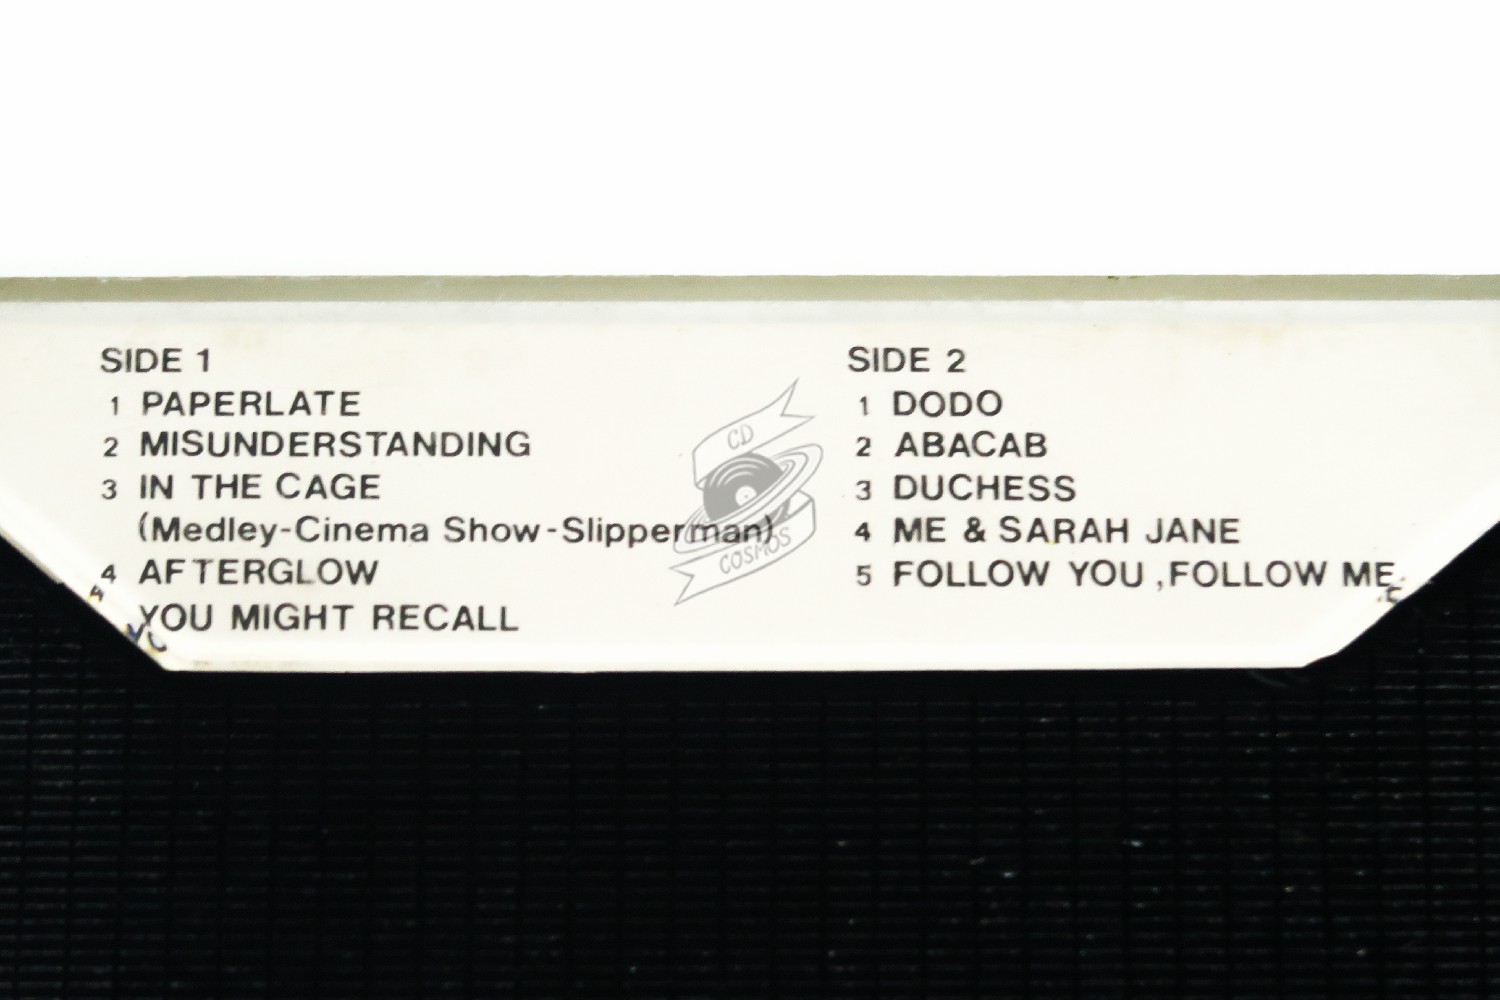 SIDE 1
1 PAPERLATE
2 MISUNDERSTANDING
3 IN THE CAGE
(Medley-Cinema Show-Slipperman)
4 AFTERGLOW
YOU MIGHT RECALL
SIDE 2
1 DODO
2 ABACAB
3 DUCHESS
4 ME & SARAH JANE
5 FOLLOW YOU ,FOLLOW ME
CD
COSMOS